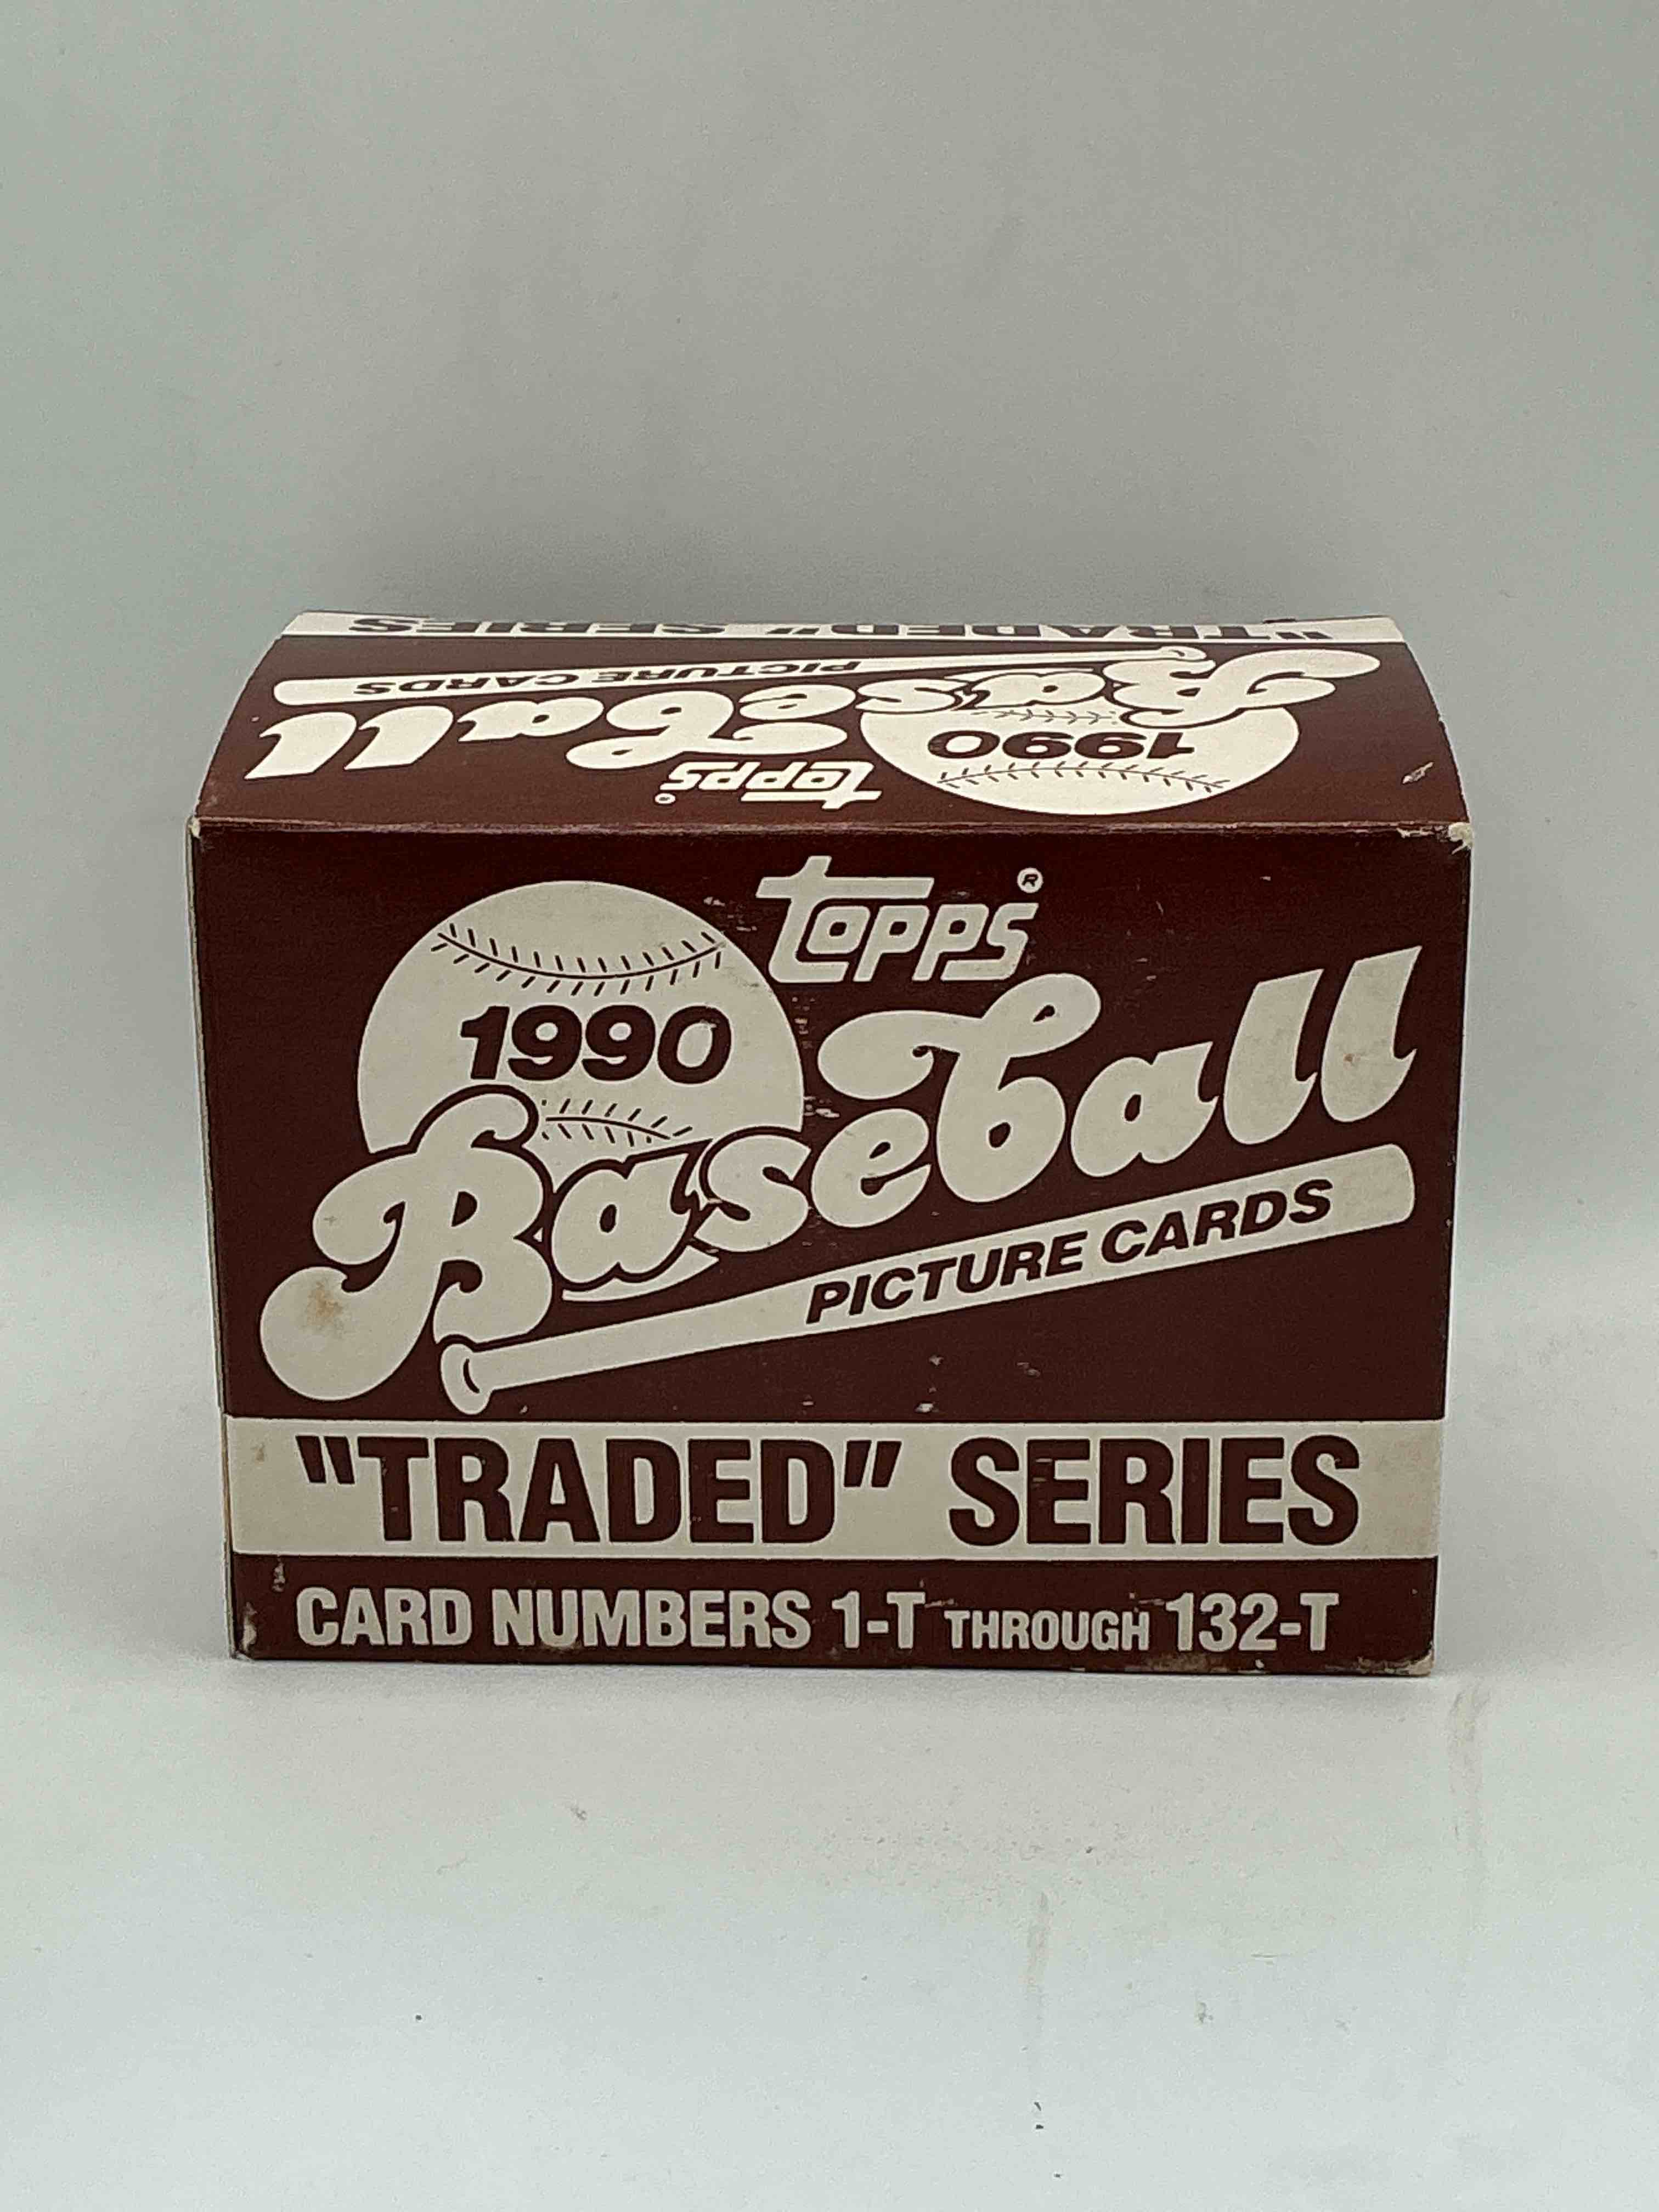 "TRADED" SERIES
PICTURE CARDS
Baseball
1990
topps®
topps®
1990
Baseball
PICTURE CARDS
"TRADED" SERIES
CARD NUMBERS 1-T THROUGH 132-T